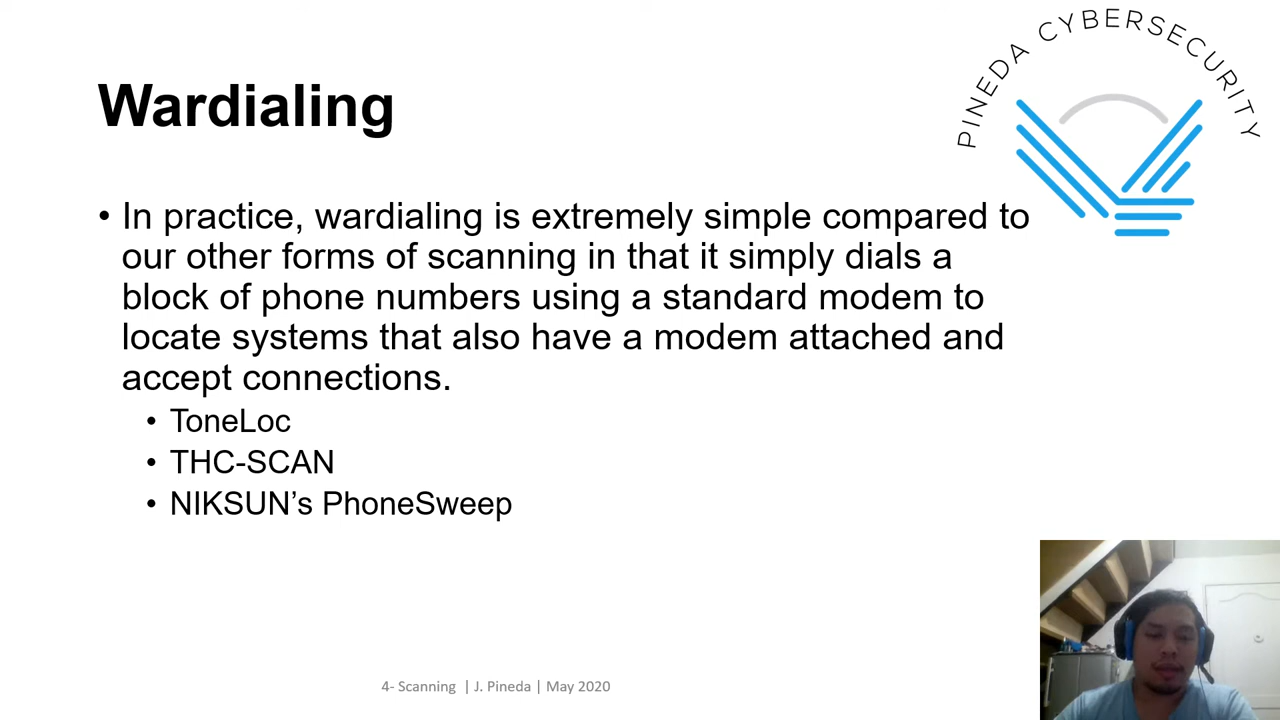 PINEDA CYBERSECURITY
Wardialing
• In practice, wardialing is extremely simple compared to
our other forms of scanning in that it simply dials a
block of phone numbers using a standard modem to
locate systems that also have a modem attached and
accept connections.
• ToneLoc
• THC-SCAN
• NIKSUN’s PhoneSweep
4- Scanning | J. Pineda | May 2020